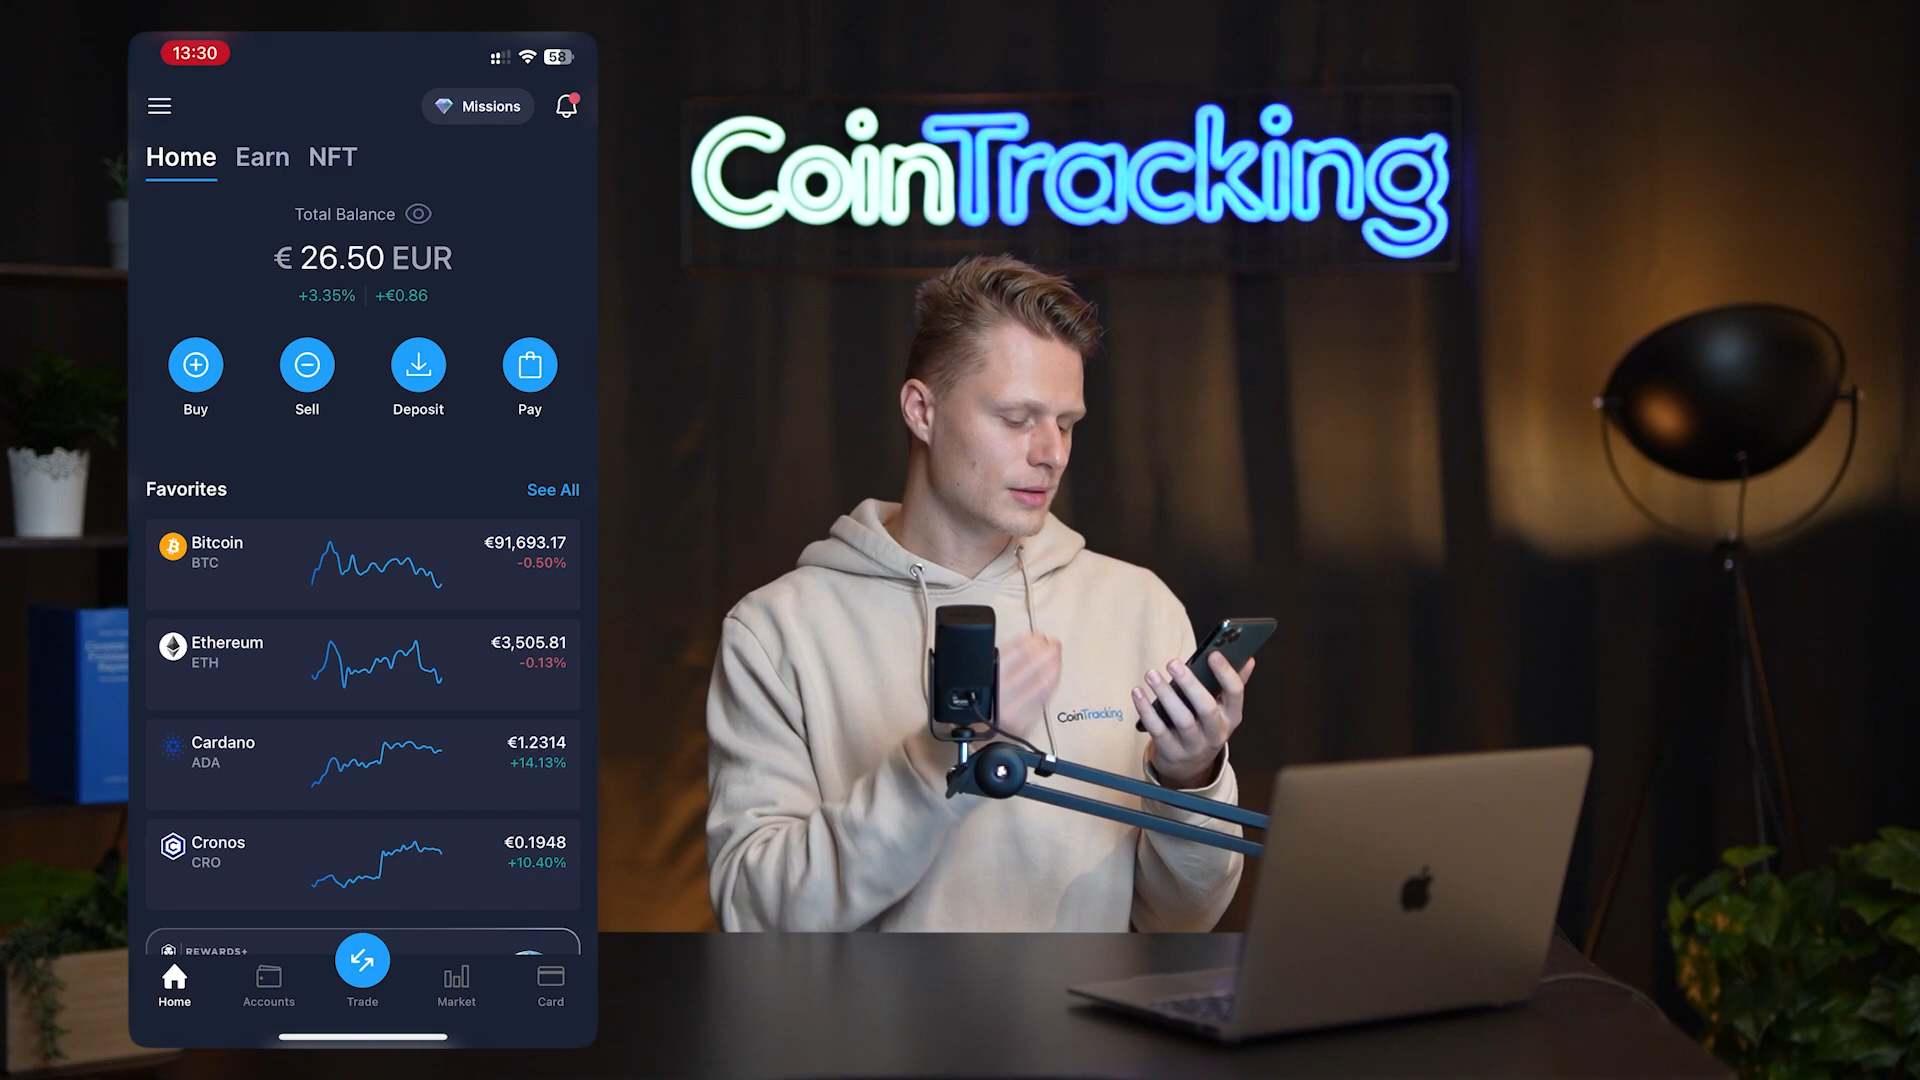 13:30
58
Missions
Home Earn NFT
Total Balance
€ 26.50 EUR
+3.35% +€0.86
Buy Sell Deposit Pay
Favorites See All
Bitcoin €91,693.17
BTC -0.50%
Ethereum €3,505.81
ETH -0.13%
Cardano €1.2314
ADA +14.13%
Cronos €0.1948
CRO +10.40%
REWARDS+
Home Accounts Trade Market Card
CoinTracking
CoinTracking